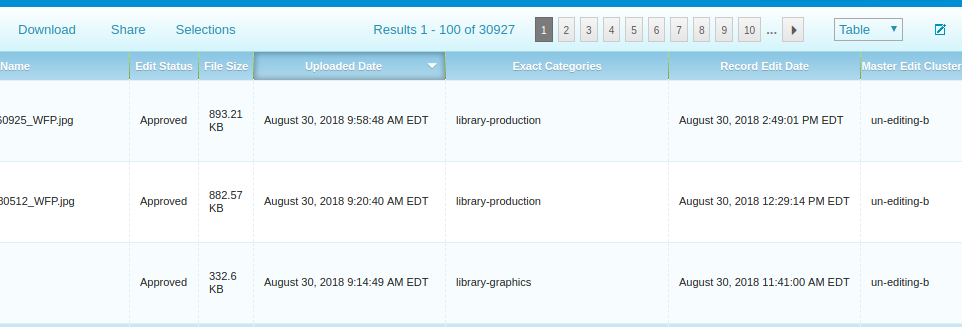 Download Share Selections Results 1 - 100 of 30927 1 2 3 4 5 6 7 8 9 10 ... Table
Name Edit Status File Size Uploaded Date Exact Categories Record Edit Date Master Edit Cluster
60925_WFP.jpg Approved 893.21 KB August 30, 2018 9:58:48 AM EDT library-production August 30, 2018 2:49:01 PM EDT un-editing-b
30512_WFP.jpg Approved 882.57 KB August 30, 2018 9:20:40 AM EDT library-production August 30, 2018 12:29:14 PM EDT un-editing-b
Approved 332.6 KB August 30, 2018 9:14:49 AM EDT library-graphics August 30, 2018 11:41:00 AM EDT un-editing-b